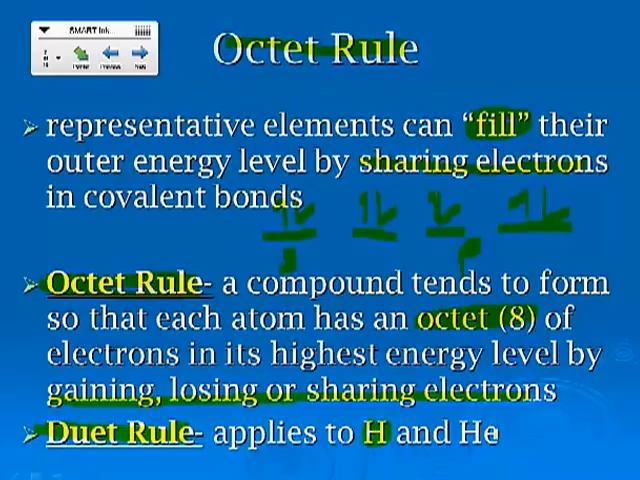 SMART Ink...
Octet Rule
➢ representative elements can “fill” their
outer energy level by sharing electrons
in covalent bonds
s p
➢ Octet Rule- a compound tends to form
so that each atom has an octet (8) of
electrons in its highest energy level by
gaining, losing or sharing electrons
➢ Duet Rule- applies to H and He